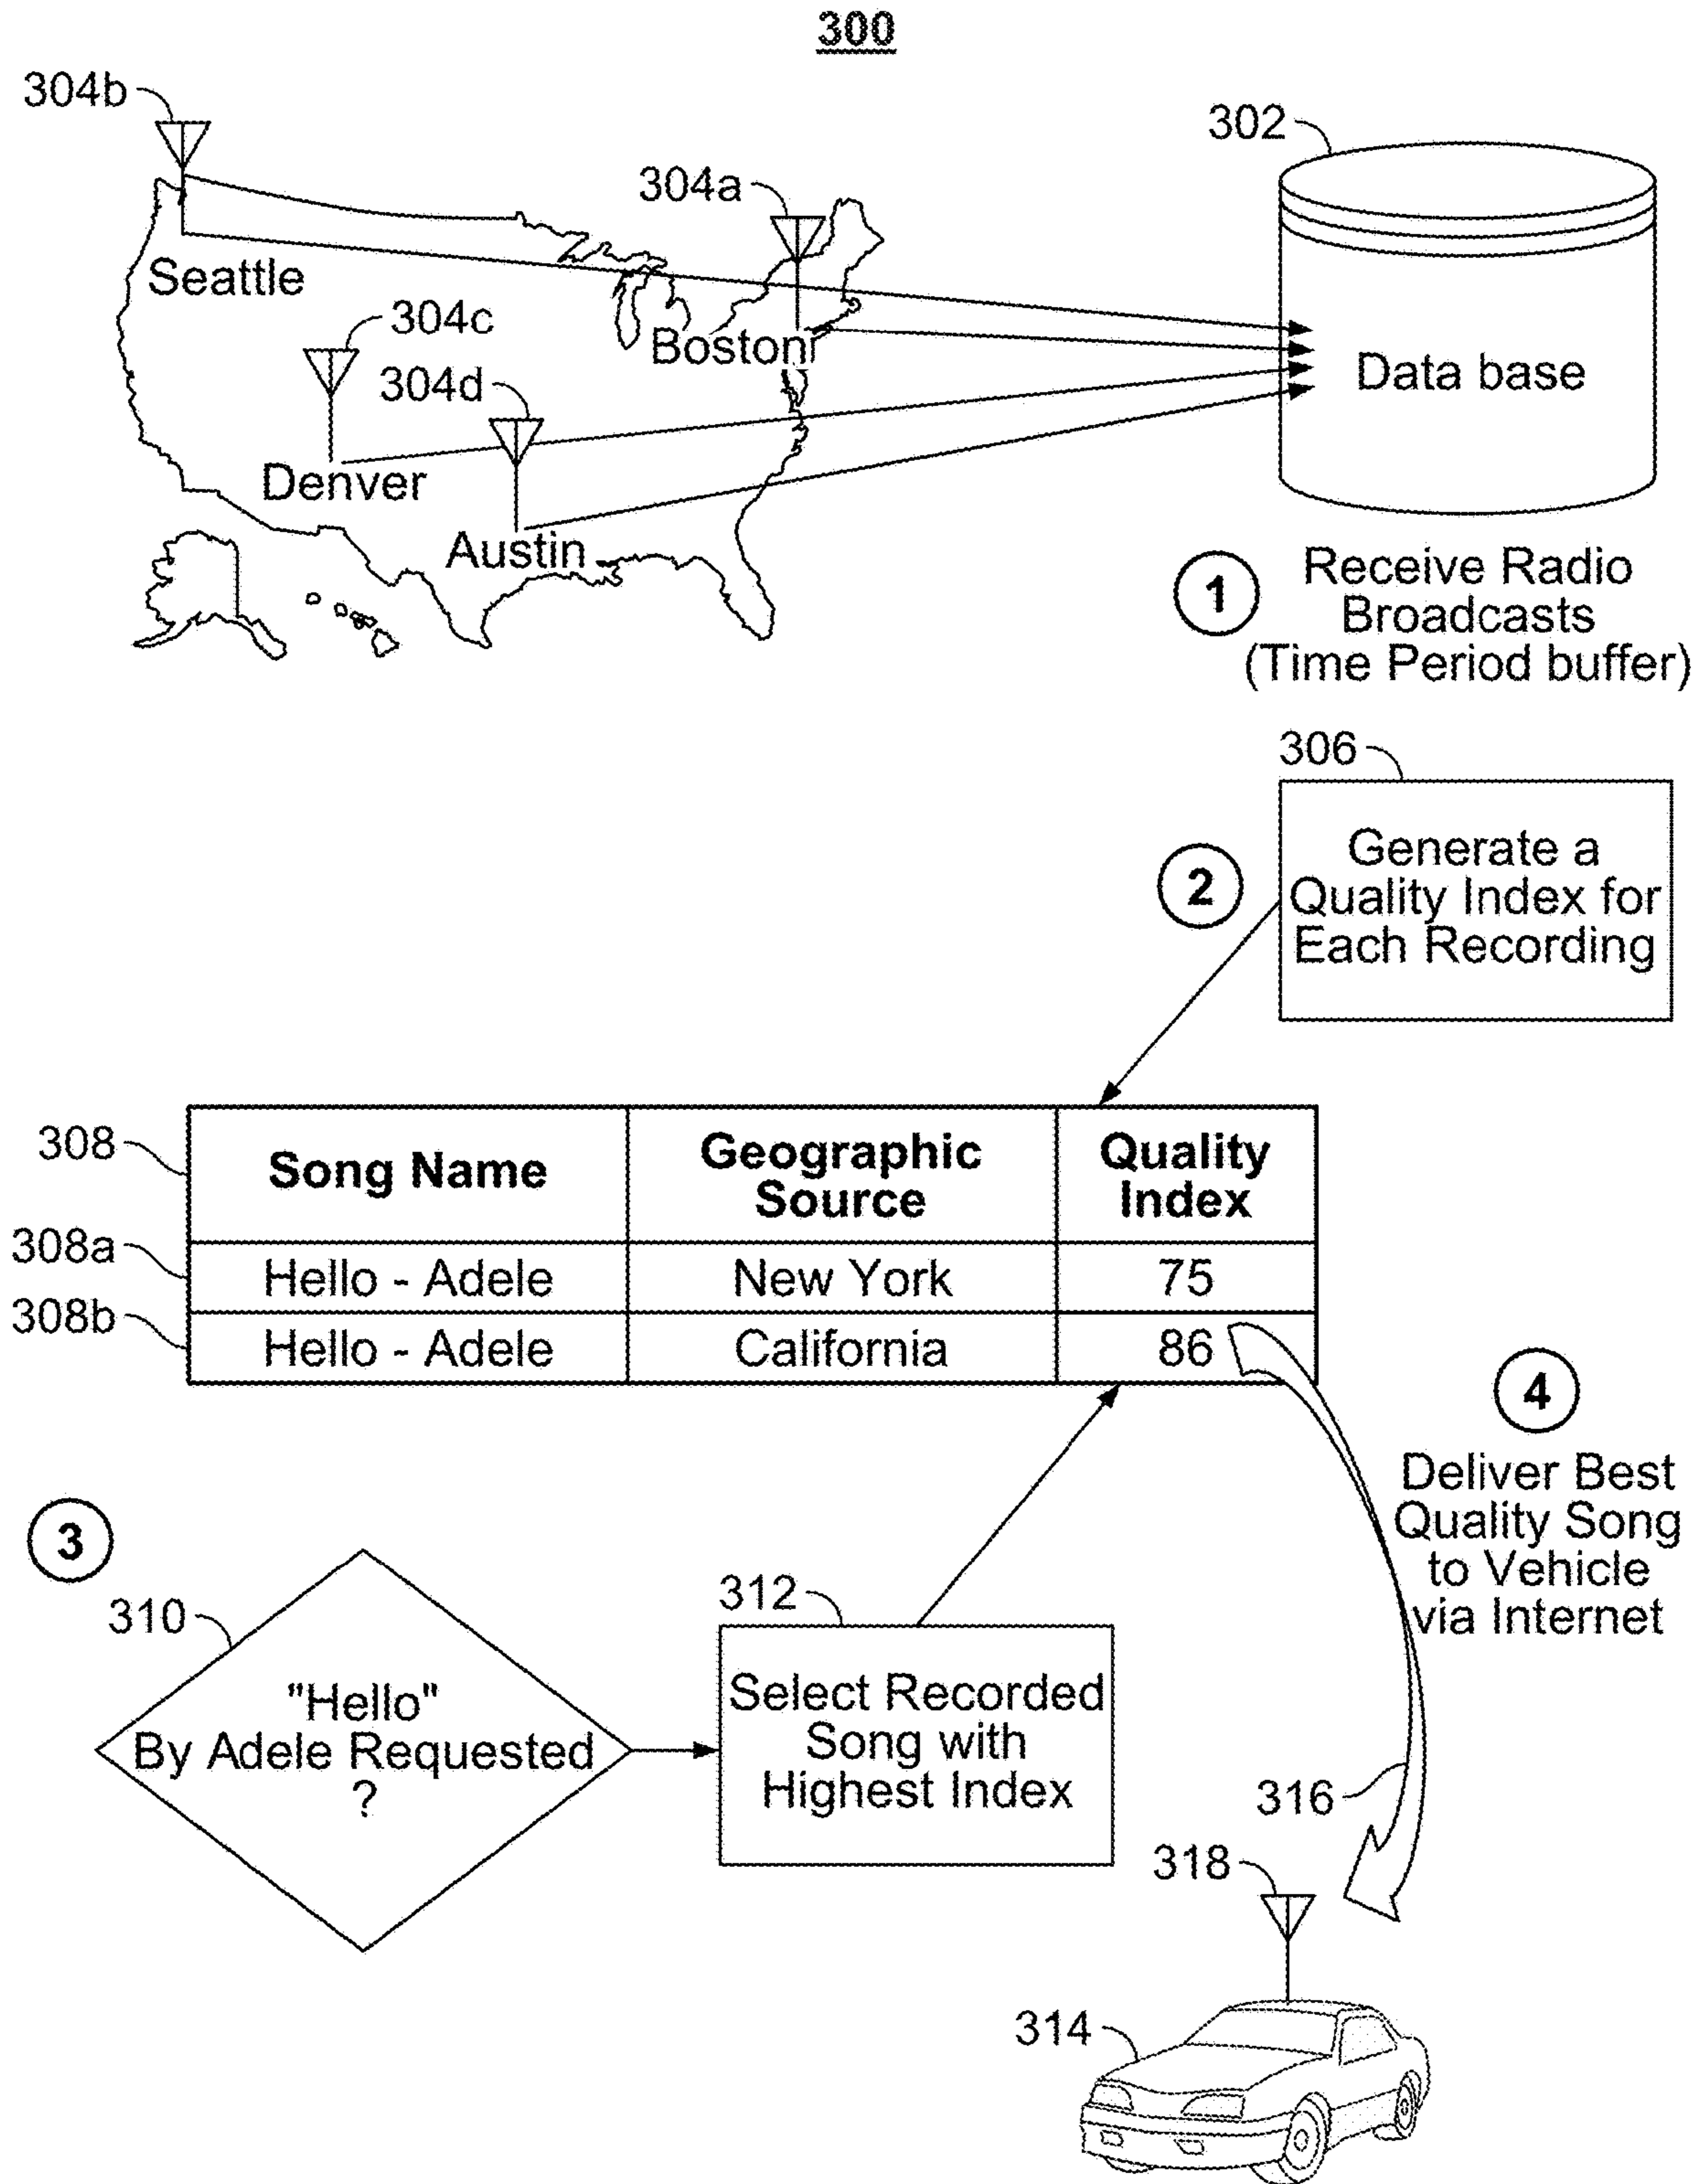 300
304b
302
304a
Seattle
304c
Boston
304d
Data base
Denver
Austin
1
Receive Radio
Broadcasts
(Time Period buffer)
306
2
Generate a
Quality Index for
Each Recording
308
Song Name
Geographic
Source
Quality
Index
308a
Hello - Adele
New York
75
308b
Hello - Adele
California
86
4
Deliver Best
Quality Song
to Vehicle
via Internet
3
310
"Hello"
By Adele Requested
?
312
Select Recorded
Song with
Highest Index
316
318
314